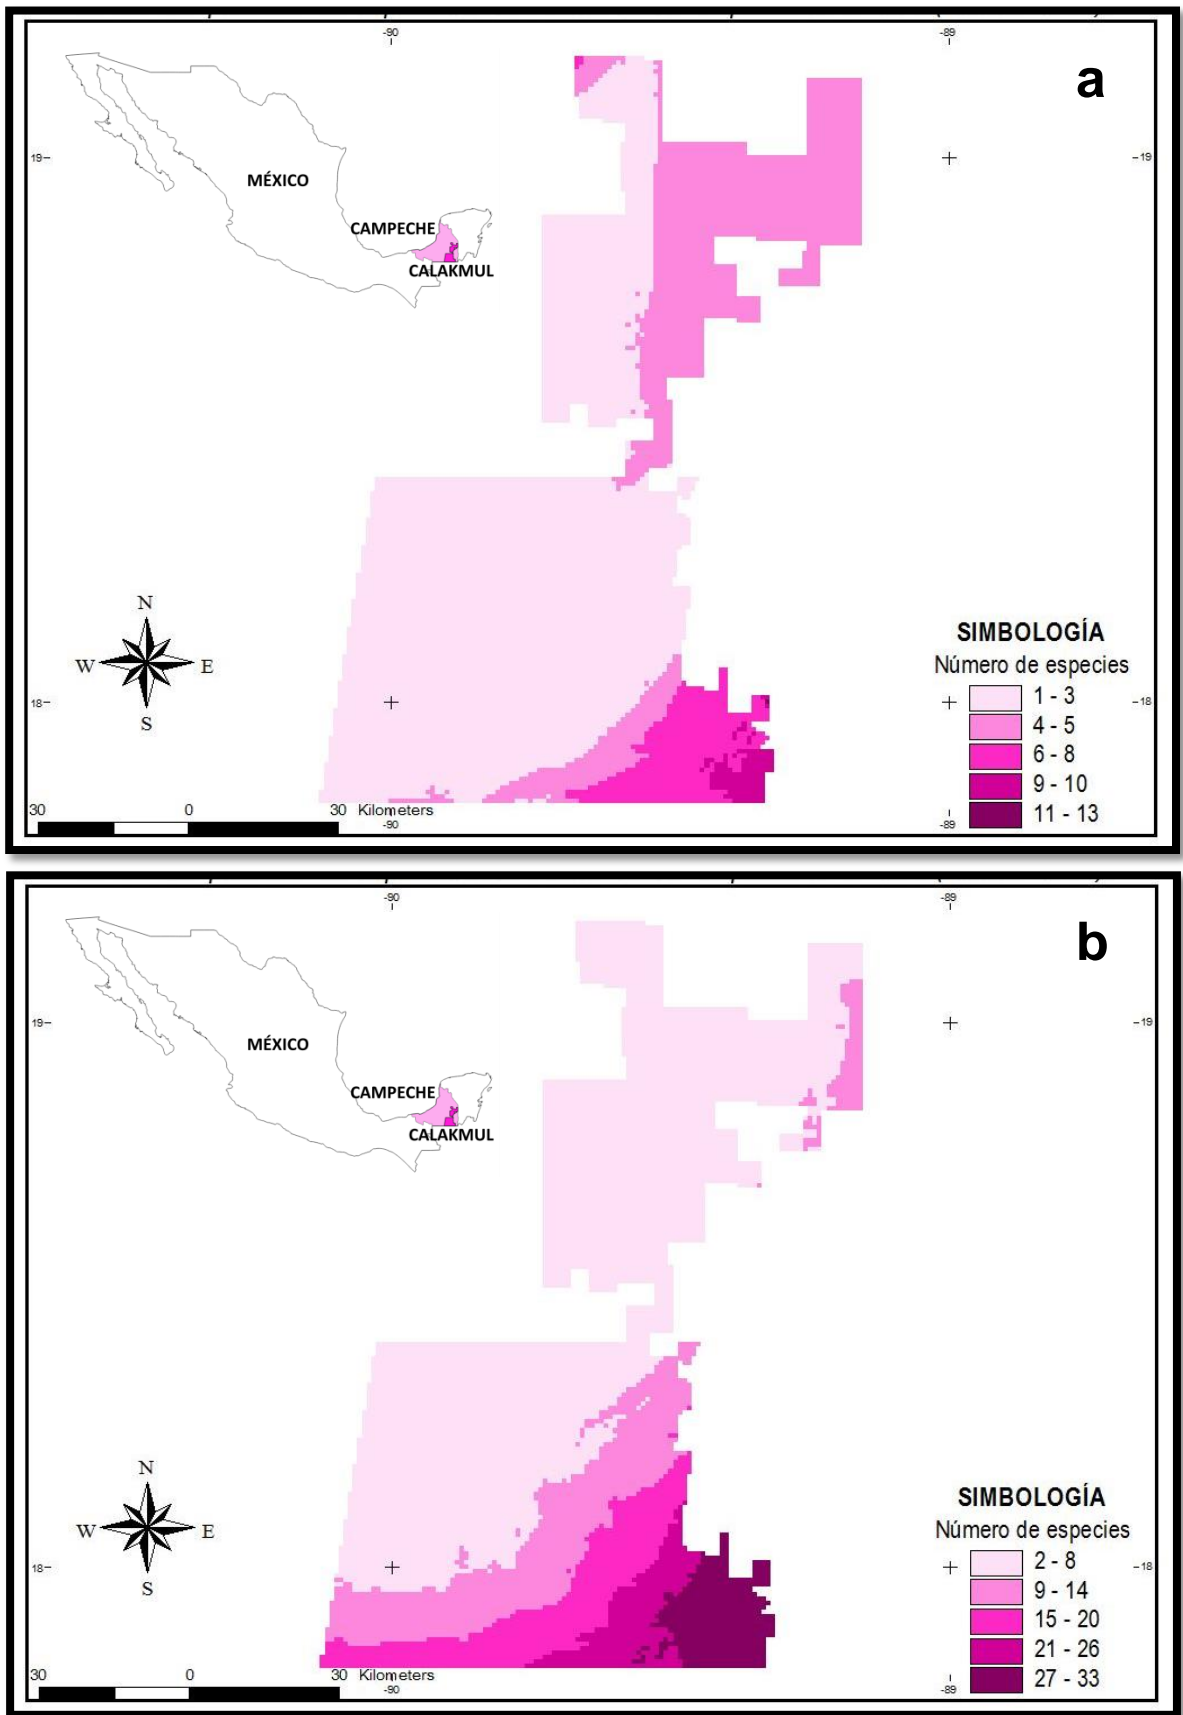 -90
-89
a
MÉXICO
CAMPECHE
CALAKMUL
19
19
N
W
E
S
18
18
SIMBOLOGÍA
Número de especies
1 - 3
4 - 5
6 - 8
9 - 10
11 - 13
30
0
30
Kilometers
-90
-89
-90
-89
b
MÉXICO
CAMPECHE
CALAKMUL
19
19
N
W
E
S
18
18
SIMBOLOGÍA
Número de especies
2 - 8
9 - 14
15 - 20
21 - 26
27 - 33
30
0
30
Kilometers
-90
-89